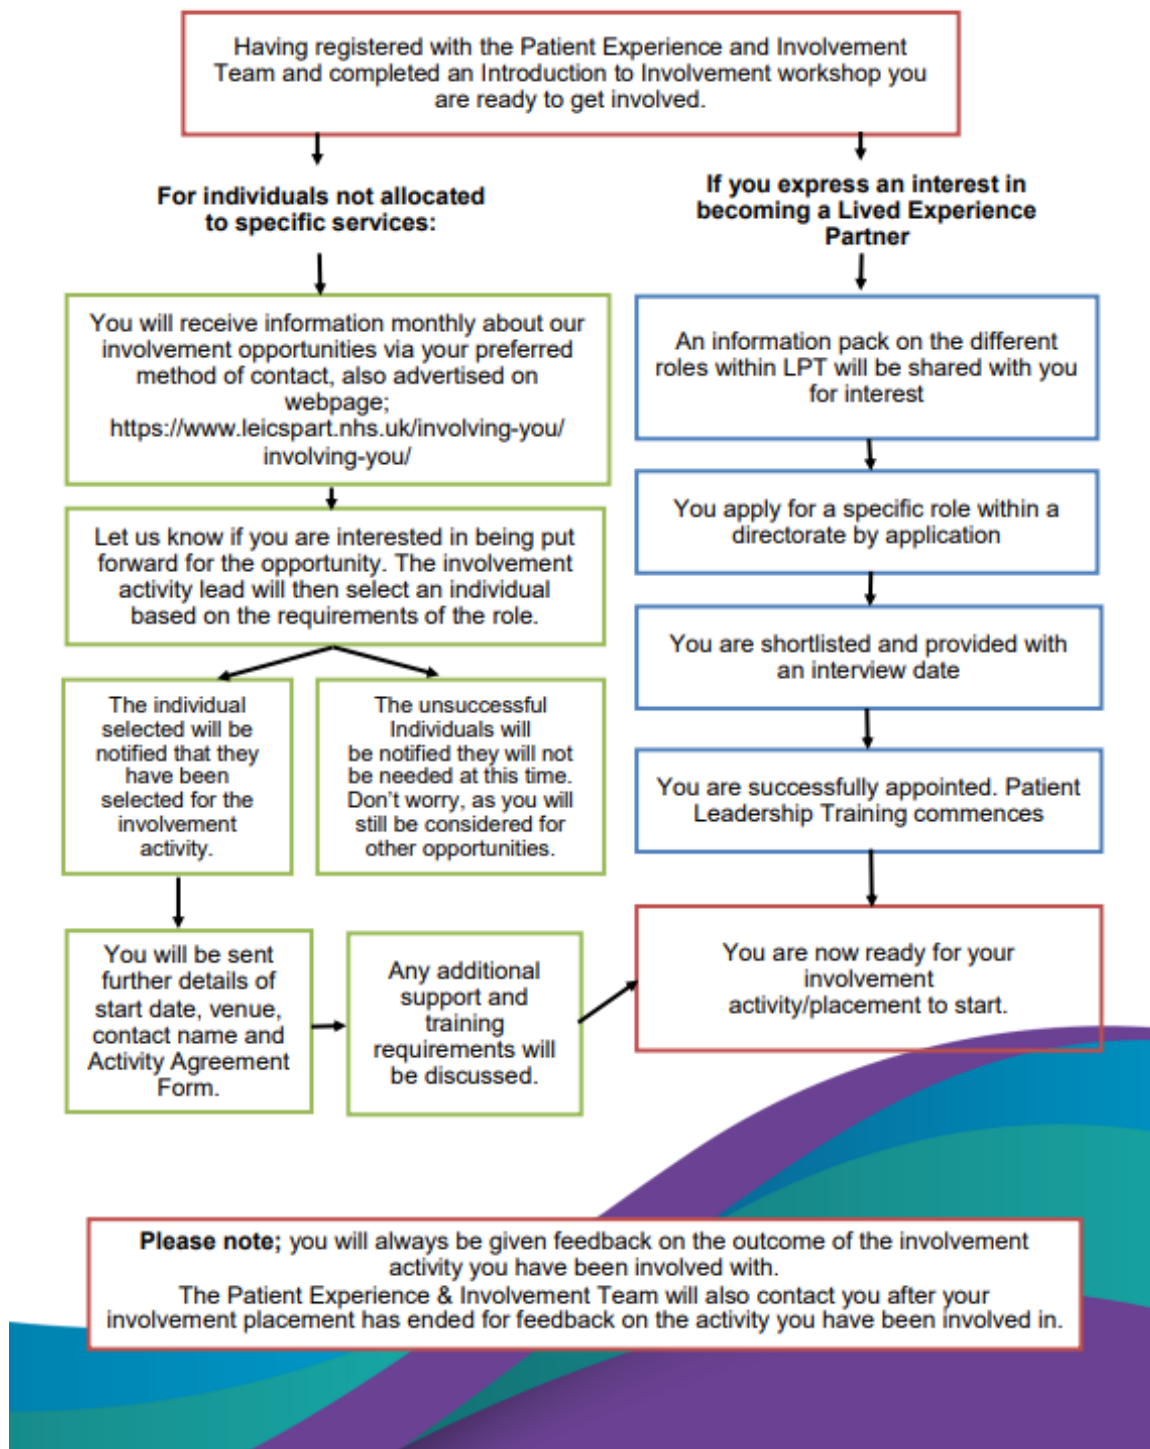 Having registered with the Patient Experience and Involvement
Team and completed an Introduction to Involvement workshop you
are ready to get involved.
For individuals not allocated
to specific services:
You will receive information monthly about our
involvement opportunities via your preferred
method of contact, also advertised on
webpage;
https://www.leicspart.nhs.uk/involving-you/
involving-you/
Let us know if you are interested in being put
forward for the opportunity. The involvement
activity lead will then select an individual
based on the requirements of the role.
The individual
selected will be
notified that they
have been
selected for the
involvement
activity.
The unsuccessful
Individuals will
be notified they will not
be needed at this time.
Don't worry, as you will
still be considered for
other opportunities.
You will be sent
further details of
start date, venue,
contact name and
Activity Agreement
Form.
Any additional
support and
training
requirements will
be discussed.
If you express an interest in
becoming a Lived Experience
Partner
An information pack on the different
roles within LPT will be shared with you
for interest
You apply for a specific role within a
directorate by application
You are shortlisted and provided with
an interview date
You are successfully appointed. Patient
Leadership Training commences
You are now ready for your
involvement
activity/placement to start.
Please note; you will always be given feedback on the outcome of the involvement
activity you have been involved with.
The Patient Experience & Involvement Team will also contact you after your
involvement placement has ended for feedback on the activity you have been involved in.